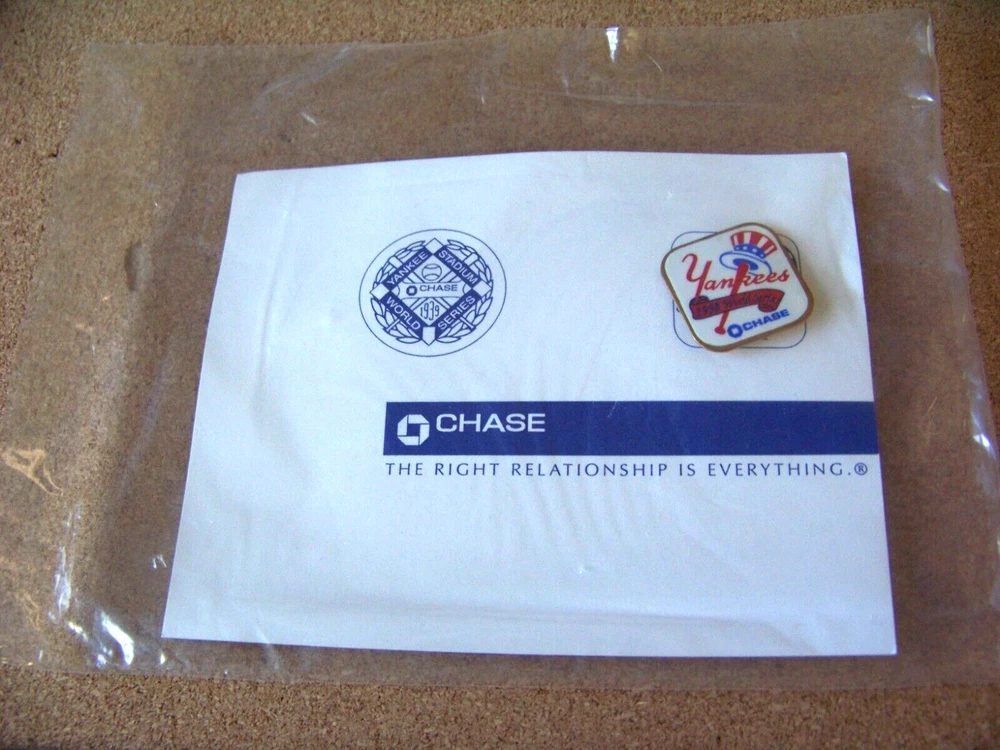 YANKEE STADIUM
CHASE
1939
WORLD SERIES
Yankees
CHASE
CHASE
THE RIGHT RELATIONSHIP IS EVERYTHING.®